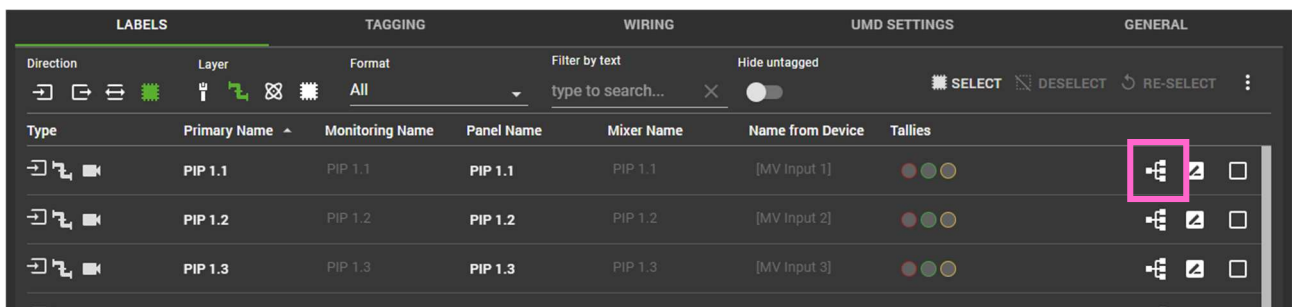 LABELS TAGGING WIRING UMD SETTINGS GENERAL
Direction Layer Format Filter by text Hide untagged
All type to search... SELECT DESELECT RE-SELECT
Type Primary Name Monitoring Name Panel Name Mixer Name Name from Device Tallies
PIP 1.1 PIP 1.1 PIP 1.1 PIP 1.1 [MV Input 1]
PIP 1.2 PIP 1.2 PIP 1.2 PIP 1.2 [MV Input 2]
PIP 1.3 PIP 1.3 PIP 1.3 PIP 1.3 [MV Input 3]